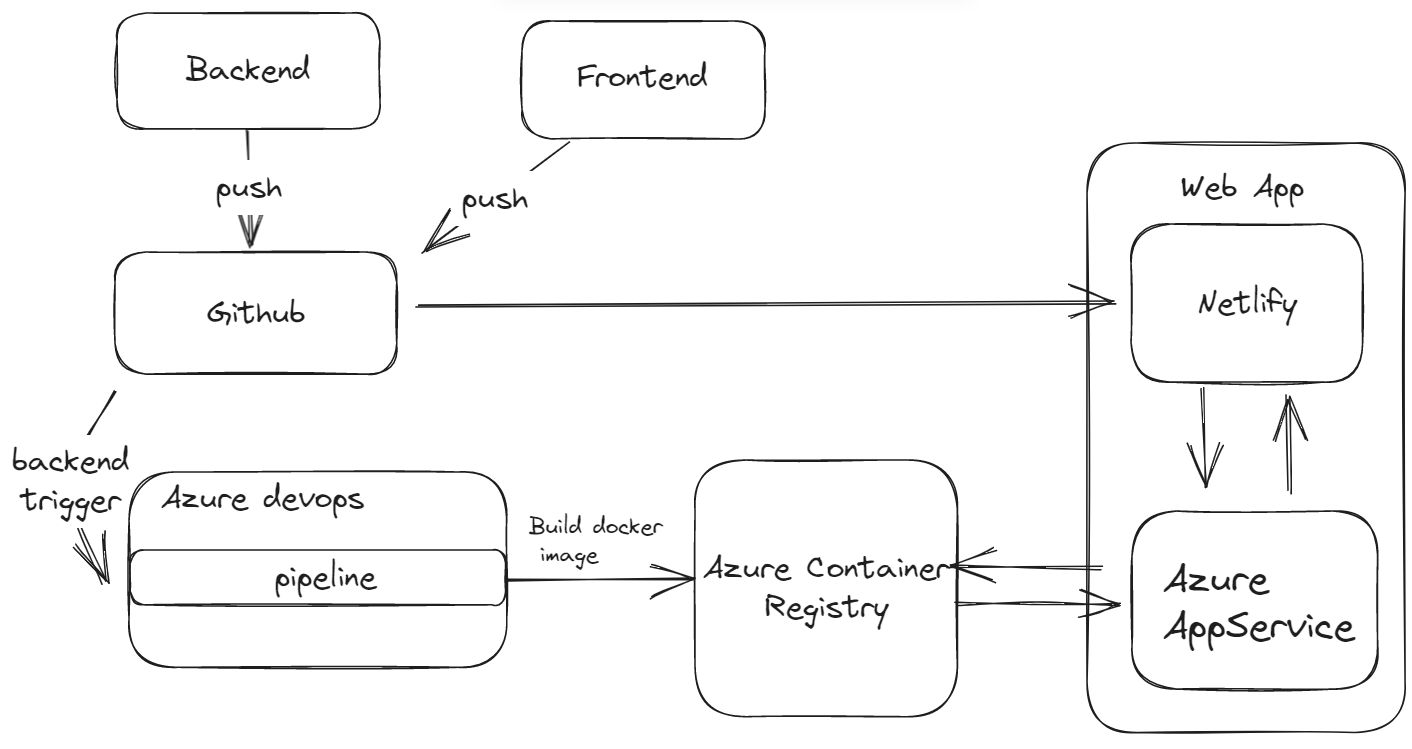 Backend
Frontend
push
push
Github
Web App
Netlify
backend
trigger
Azure devops
pipeline
Build docker
image
Azure Container
Registry
Azure
AppService